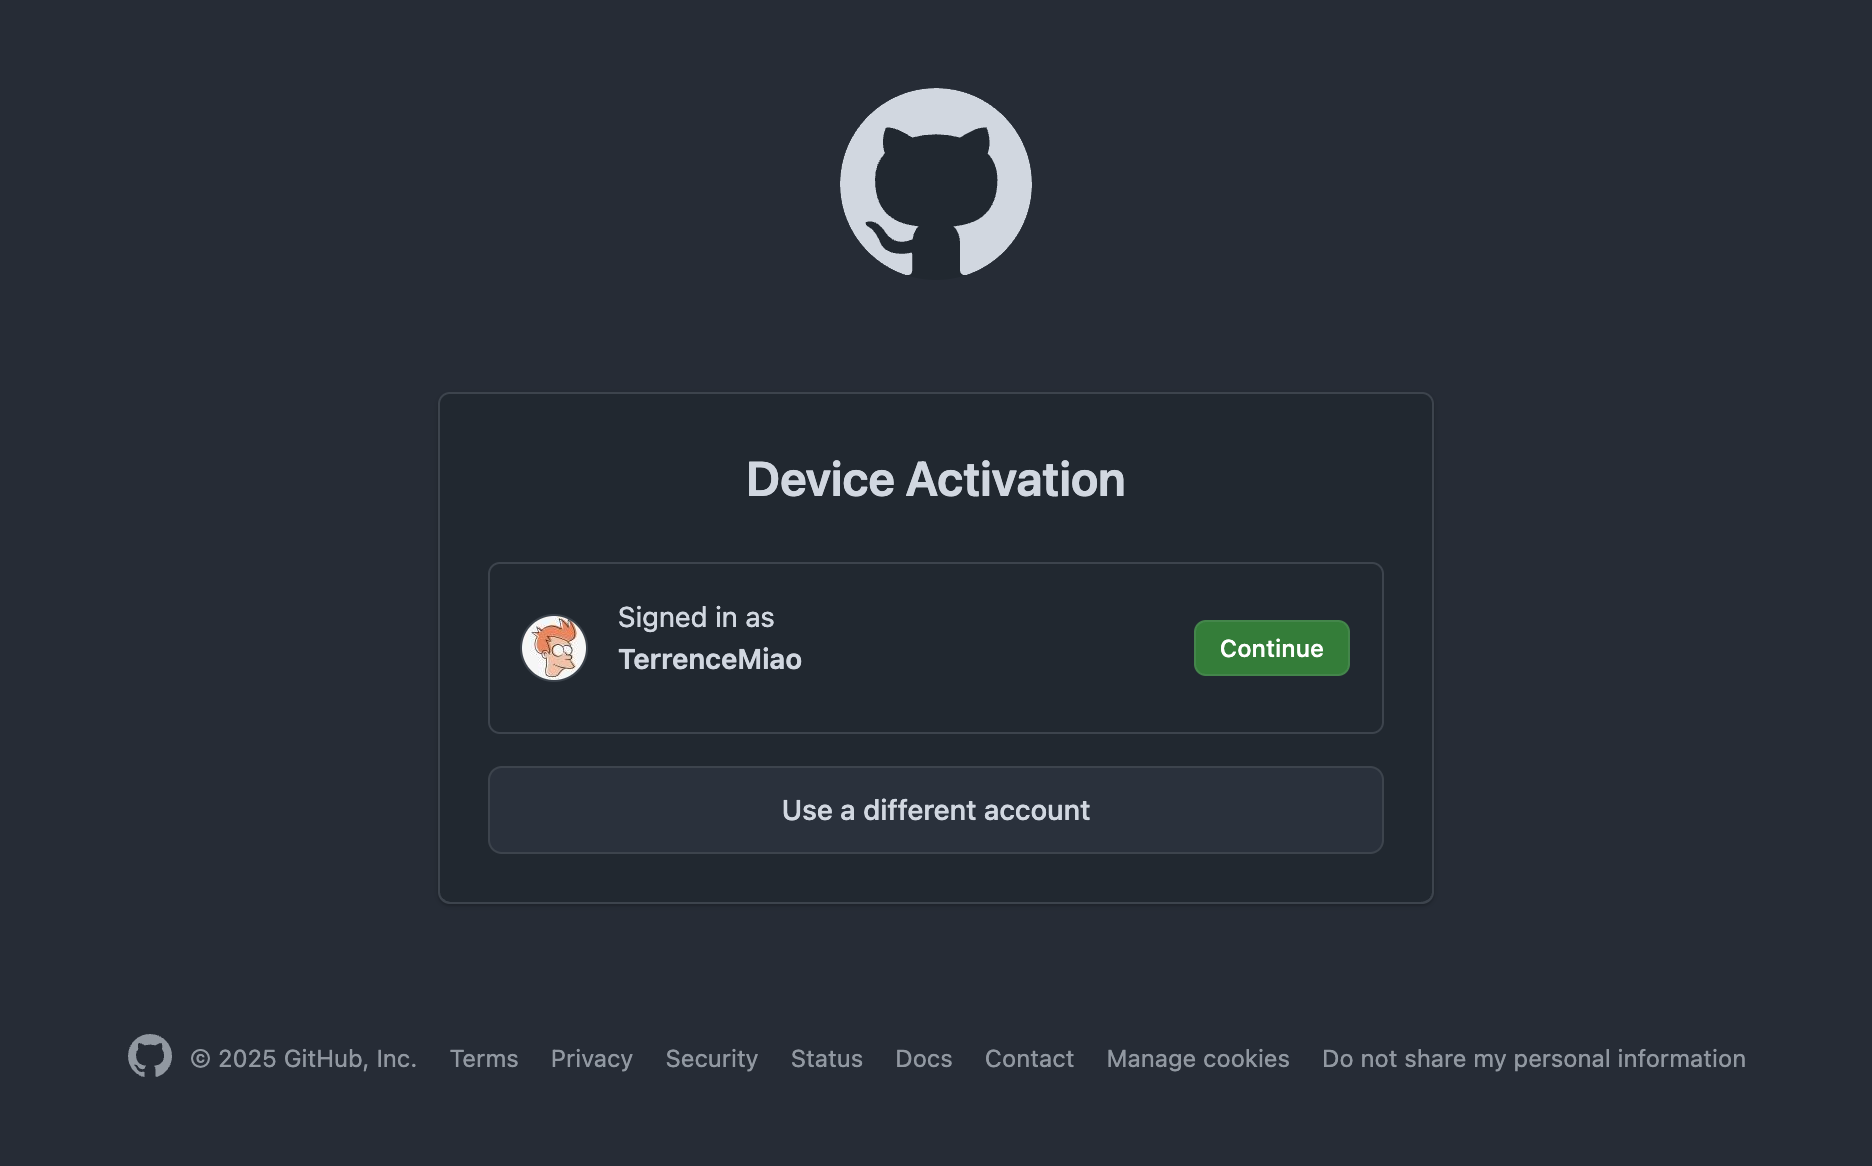 Device Activation
Signed in as
TerrenceMiao
Continue
Use a different account
© 2025 GitHub, Inc. Terms Privacy Security Status Docs Contact Manage cookies Do not share my personal information